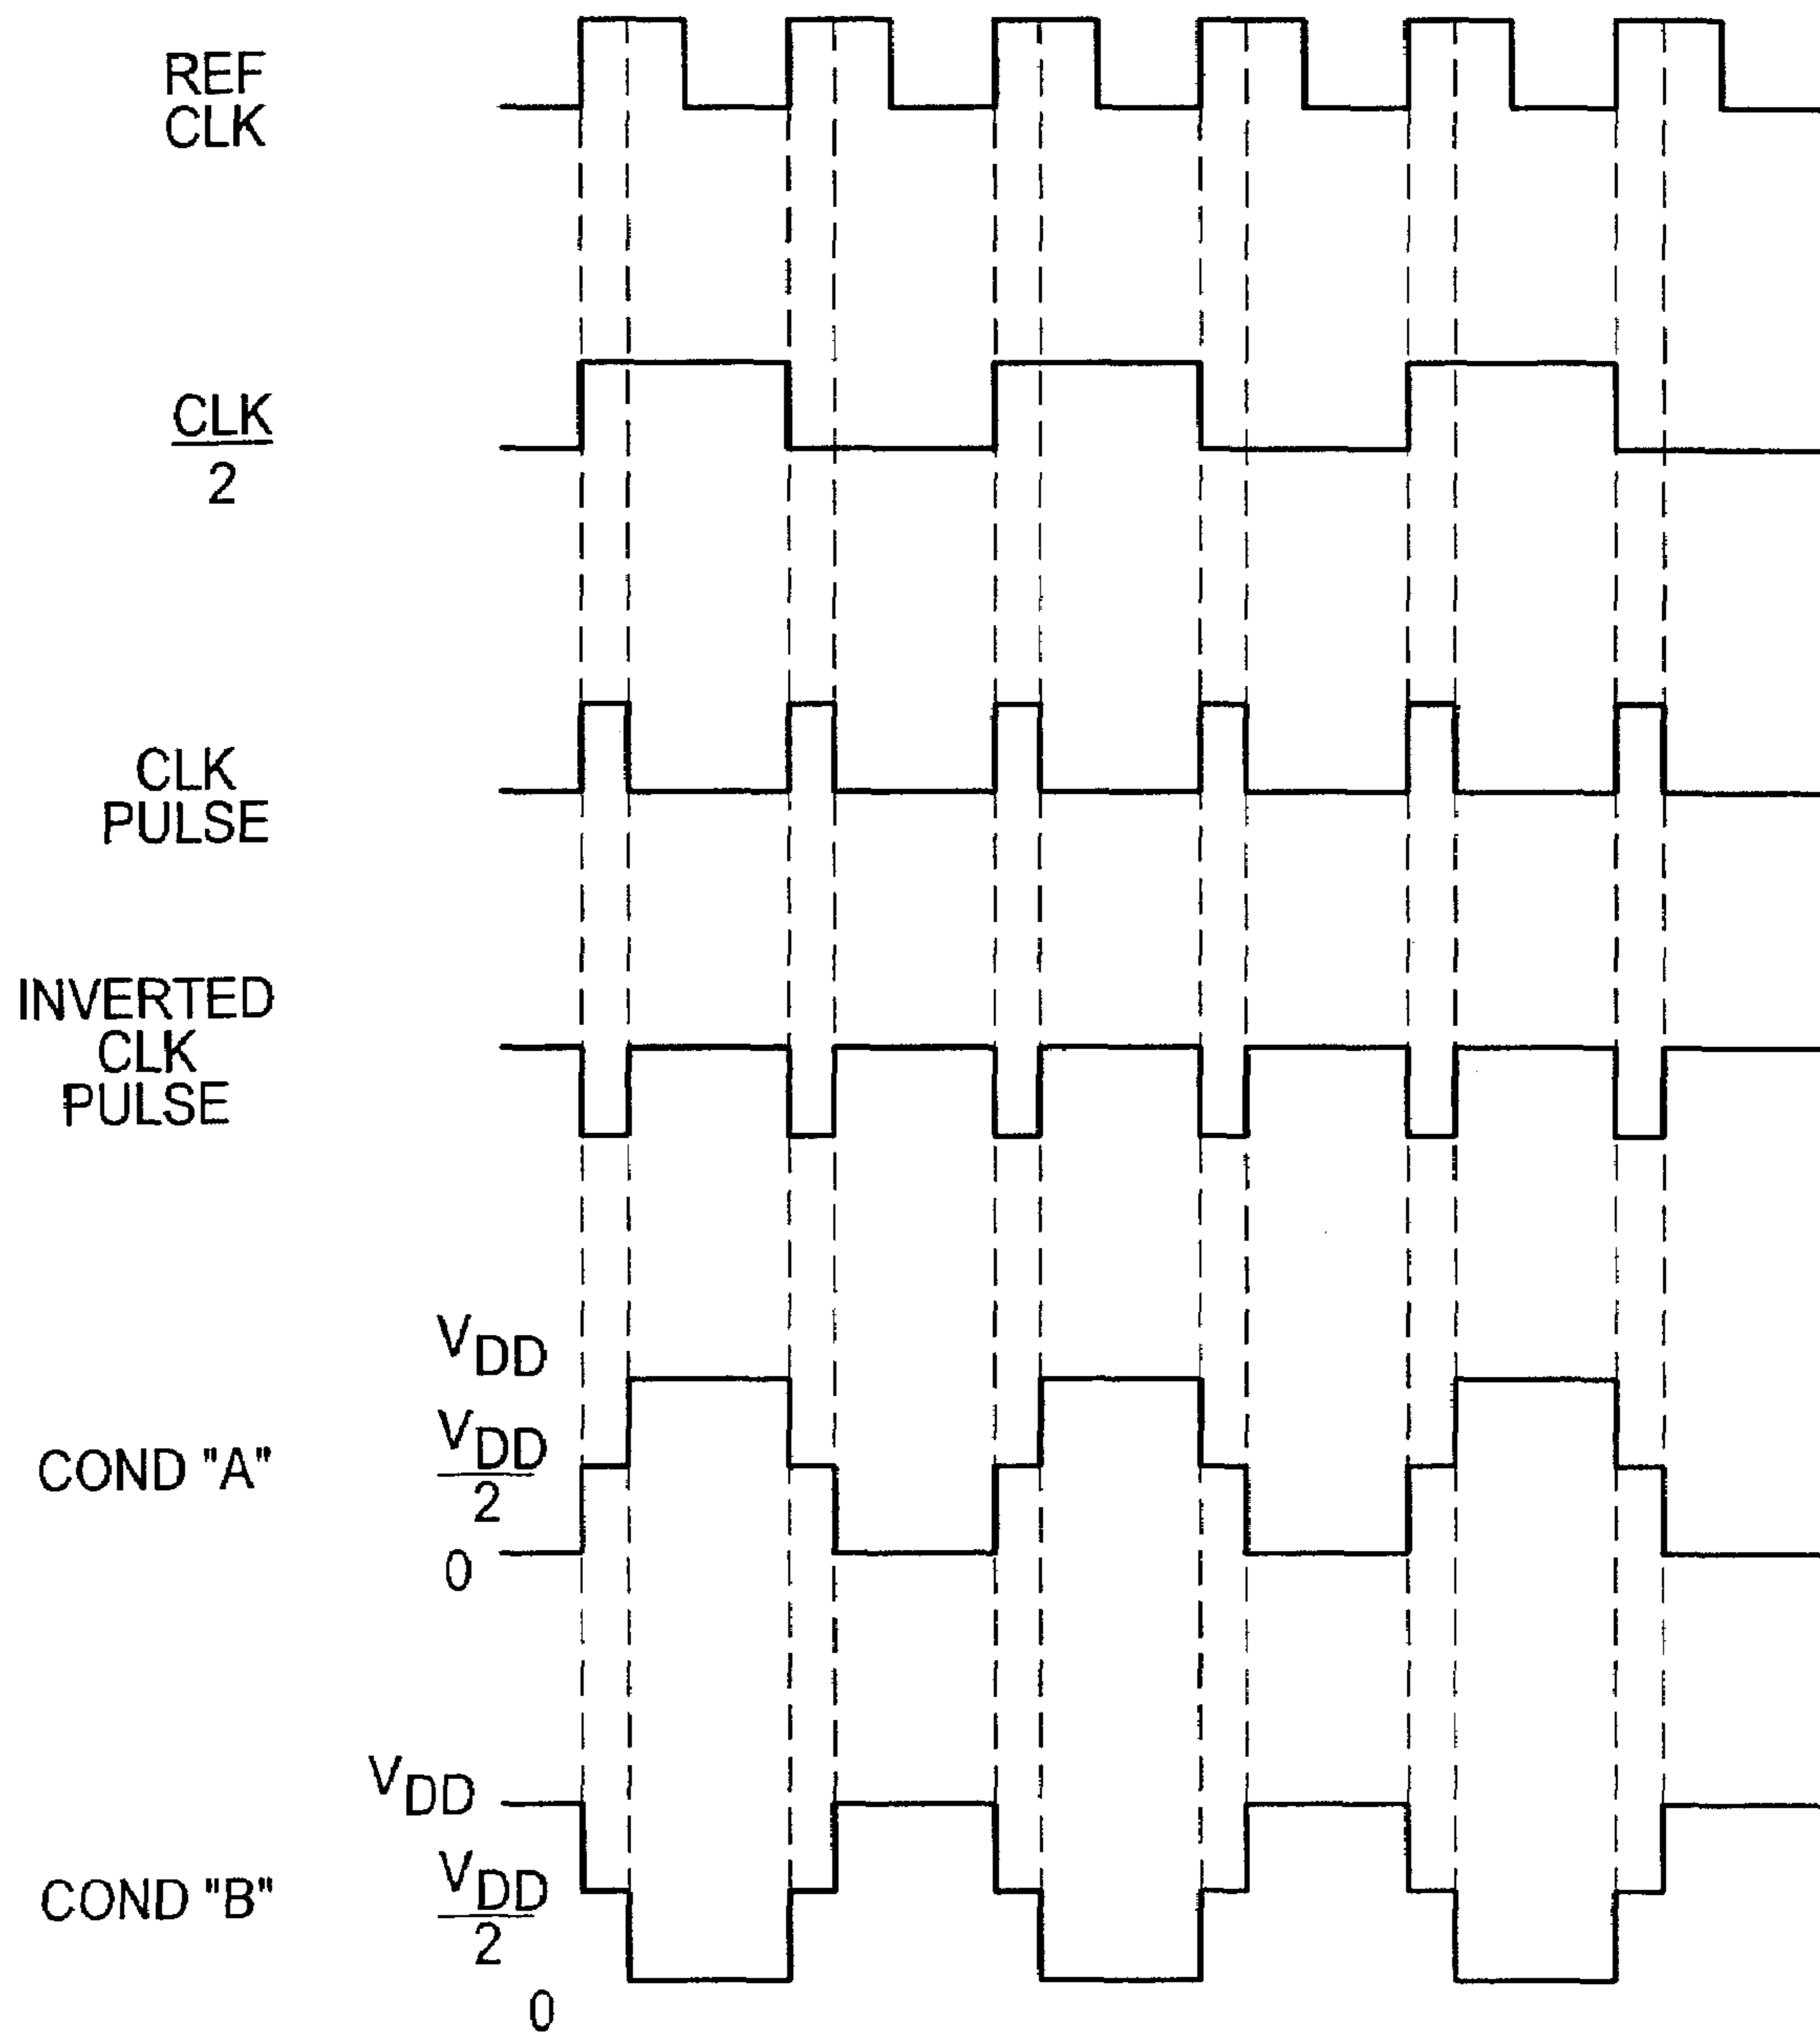 REF
CLK
CLK
2
CLK
PULSE
INVERTED
CLK
PULSE
VDD
COND "A"
VDD
2
0
VDD
COND "B"
VDD
2
0